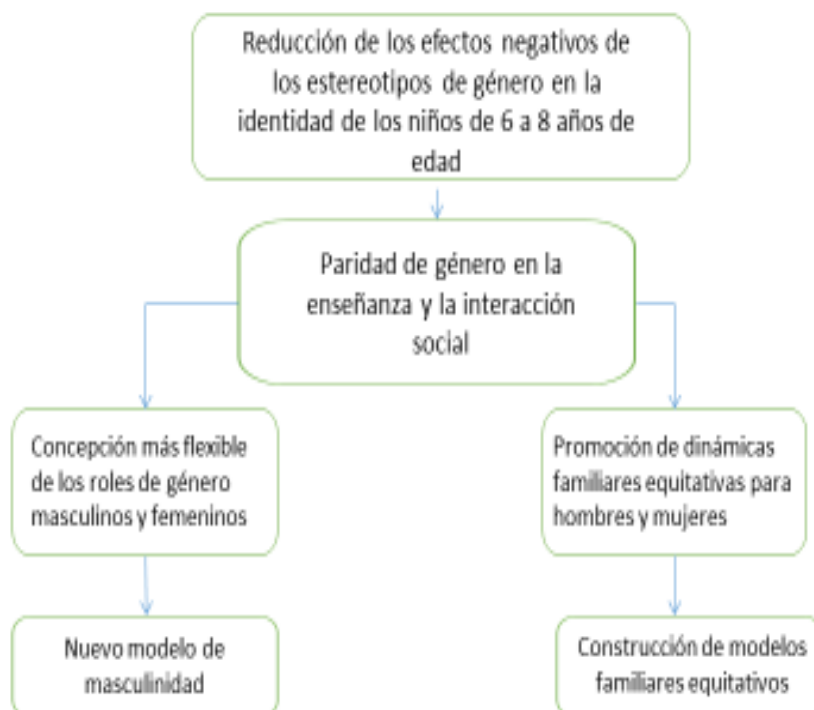 Reducción de los efectos negativos de
los estereotipos de género en la
identidad de los niños de 6 a 8 años de
edad
Paridad de género en la
enseñanza y la interacción
social
Concepción más flexible
de los roles de género
masculinos y femeninos
Promoción de dinámicas
familiares equitativas para
hombres y mujeres
Nuevo modelo de
masculinidad
Construcción de modelos
familiares equitativos